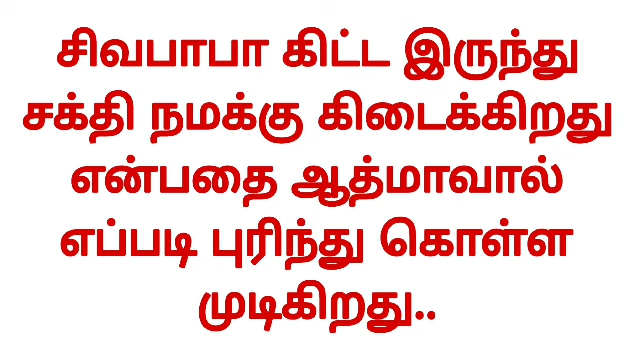 சிவபாபா கிட்ட இருந்து
சக்தி நமக்கு கிடைக்கிறது
என்பதை ஆத்மாவால்
எப்படி புரிந்து கொள்ள
முடிகிறது..